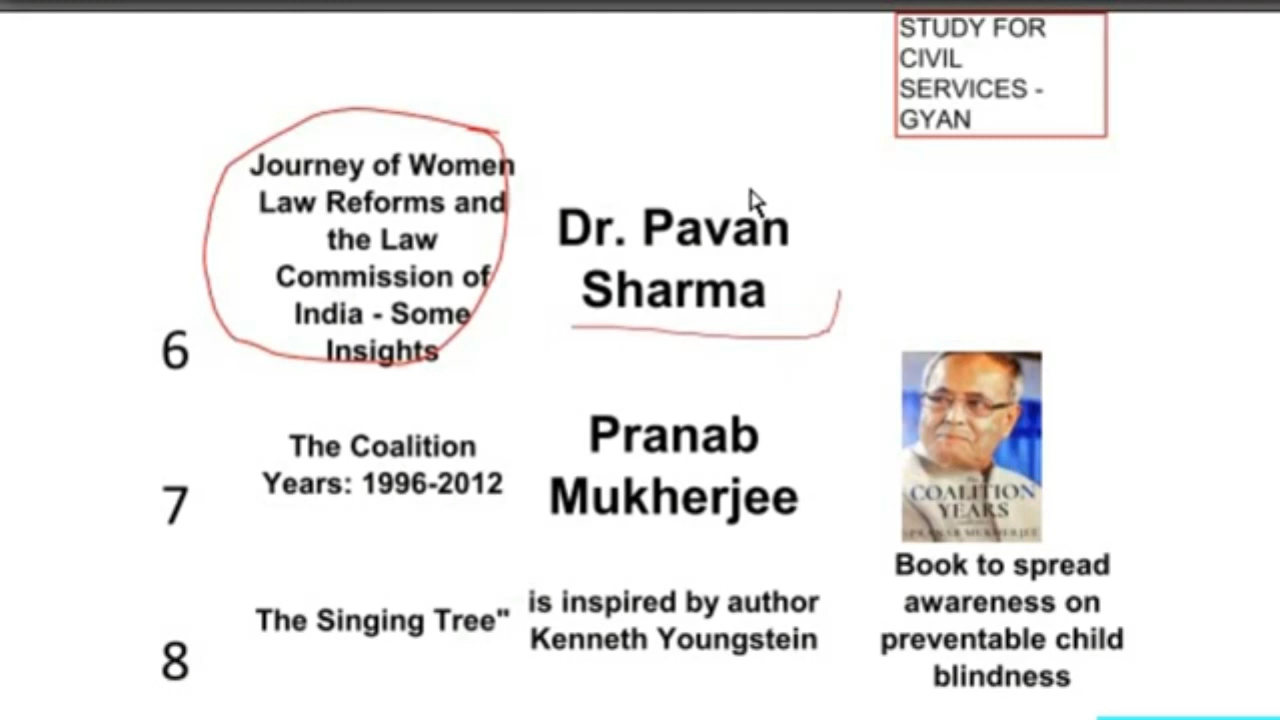 STUDY FOR
CIVIL
SERVICES -
GYAN
Journey of Women
Law Reforms and
the Law
Commission of
India - Some
Insights
Dr. Pavan
Sharma
6
The Coalition
Years: 1996-2012
Pranab
Mukherjee
7
COALITION
YEARS
PRANAB MUKHERJEE
The Singing Tree"
is inspired by author
Kenneth Youngstein
Book to spread
awareness on
preventable child
blindness
8